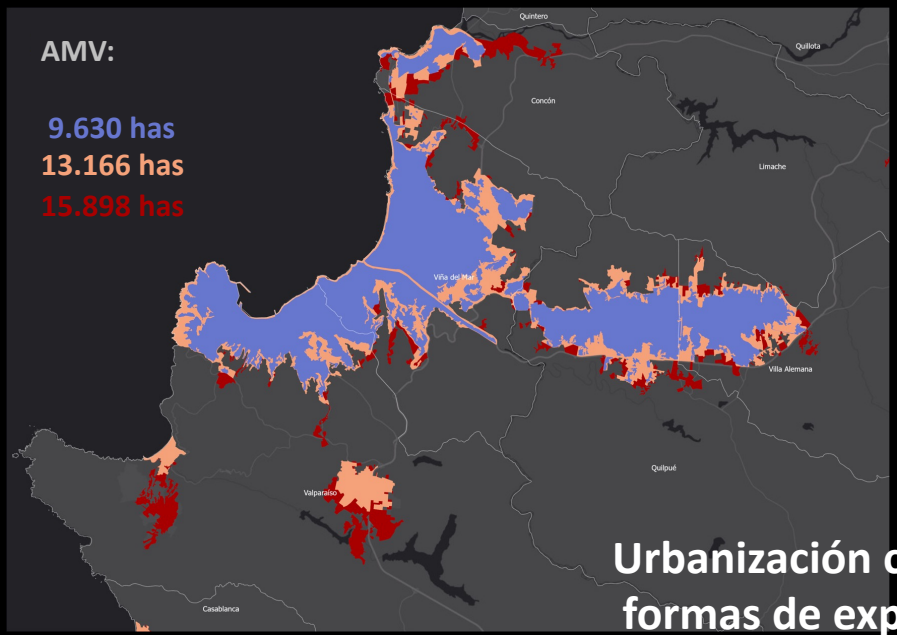 AMV:
9.630 has
13.166 has
15.898 has
Quintero
Quillota
Concón
Limache
Viña del Mar
Villa Alemana
Quilpué
Valparaíso
Casablanca
Urbanización
formas de exp